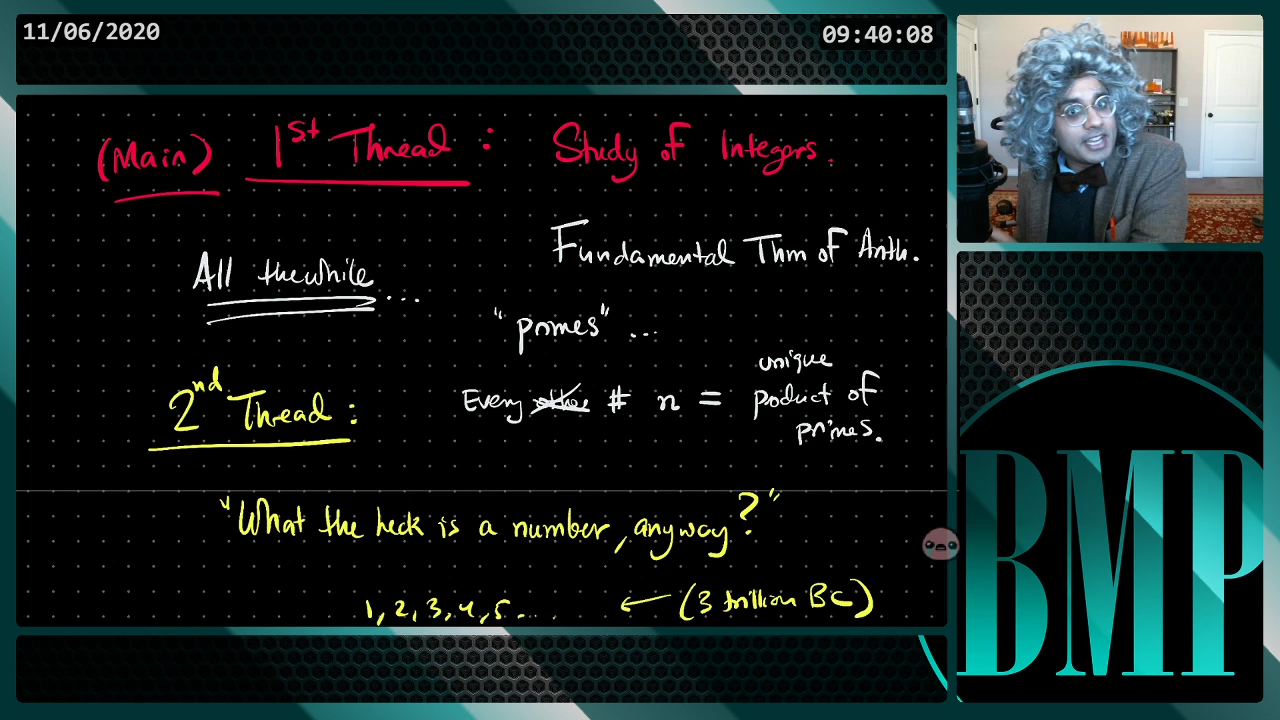 11/06/2020
09:40:08
(Main) 1st Thread: Study of Integers.
Fundamental Thm of Arith.
All thewhile...
"primes" ...
unique
Every # n = product of
primes.
2nd Thread:
"What the heck is a number, anyway?"
1, 2, 3, 4, 5... ← (3 trillion BC)
BMP